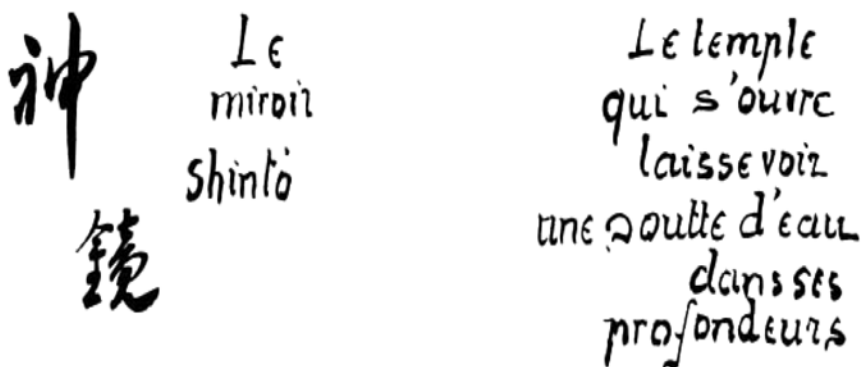 神
鏡
Le
miroir
shintô
Le temple
qui s'ouvre
laisse voir
une goutte d'eau
dans ses
profondeurs